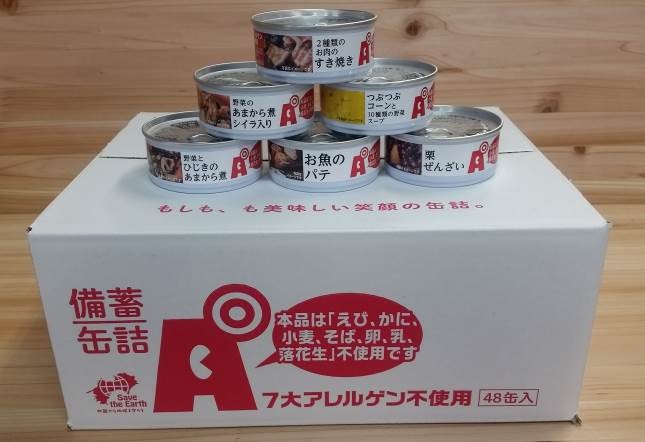 2種類の
お肉の
すき焼き
野菜の
あまから煮
シイラ入り
つぶつぶ
コーンと
10種類の野菜
スープ
野菜と
ひじきの
あまから煮
お魚の
パテ
栗
ぜんざい
もしも、も美味しい笑顔の缶詰。
備蓄
缶詰
本品は「えび、かに、
小麦、そば、卵、乳、
落花生」不使用です
Save
the Earth
7大アレルゲン不使用
48缶入